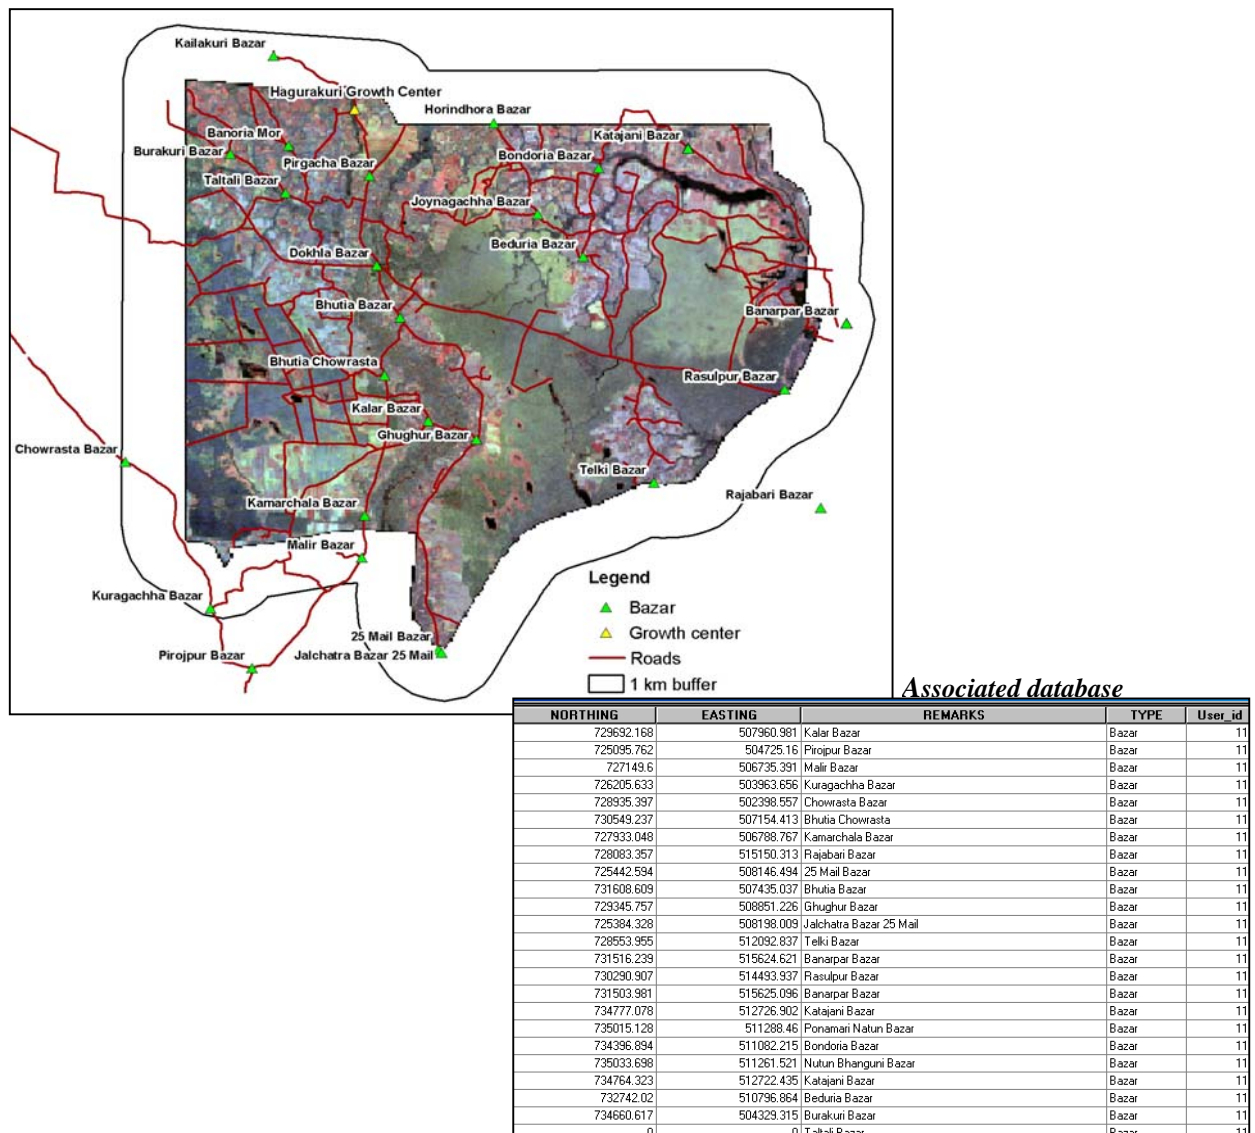 Kailakuri Bazar
Hagurakuri Growth Center
Horindhora Bazar
Banoria Mor
Katajani Bazar
Burakuri Bazar
Pirgacha Bazar
Bondoria Bazar
Taltali Bazar
Joynagachha Bazar
Dokhla Bazar
Beduria Bazar
Bhutia Bazar
Banarpar Bazar
Bhutia Chowrasta
Rasulpur Bazar
Kalar Bazar
Ghughur Bazar
Chowrasta Bazar
Telki Bazar
Rajabari Bazar
Kamarchala Bazar
Malir Bazar
Kuragachha Bazar
25 Mail Bazar
Pirojpur Bazar
Jalchatra Bazar 25 Mail
Legend
Bazar
Growth center
Roads
1 km buffer
Associated database
NORTHING EASTING REMARKS TYPE User_id
729692.168 507960.981 Kalar Bazar Bazar 11
725095.762 504725.16 Pirojpur Bazar Bazar 11
727149.6 506735.391 Malir Bazar Bazar 11
726205.633 503963.656 Kuragachha Bazar Bazar 11
728935.397 502398.557 Chowrasta Bazar Bazar 11
730549.237 507154.413 Bhutia Chowrasta Bazar 11
727933.048 506788.767 Kamarchala Bazar Bazar 11
728083.357 515150.313 Rajabari Bazar Bazar 11
725442.594 508146.494 25 Mail Bazar Bazar 11
731608.609 507435.037 Bhutia Bazar Bazar 11
729345.757 508851.226 Ghughur Bazar Bazar 11
725384.328 508198.009 Jalchatra Bazar 25 Mail Bazar 11
728553.955 512092.837 Telki Bazar Bazar 11
731516.239 515624.621 Banarpar Bazar Bazar 11
730290.907 514493.937 Rasulpur Bazar Bazar 11
731503.981 515625.096 Banarpar Bazar Bazar 11
734777.078 512726.902 Katajani Bazar Bazar 11
735015.128 511288.46 Ponamari Natun Bazar Bazar 11
734396.894 511082.215 Bondoria Bazar Bazar 11
735033.698 511261.521 Nutun Bhanguni Bazar Bazar 11
734764.323 512722.435 Katajani Bazar Bazar 11
732742.02 510796.864 Beduria Bazar Bazar 11
734660.617 504329.315 Burakuri Bazar Bazar 11
0 0 Taltali Bazar Bazar 11